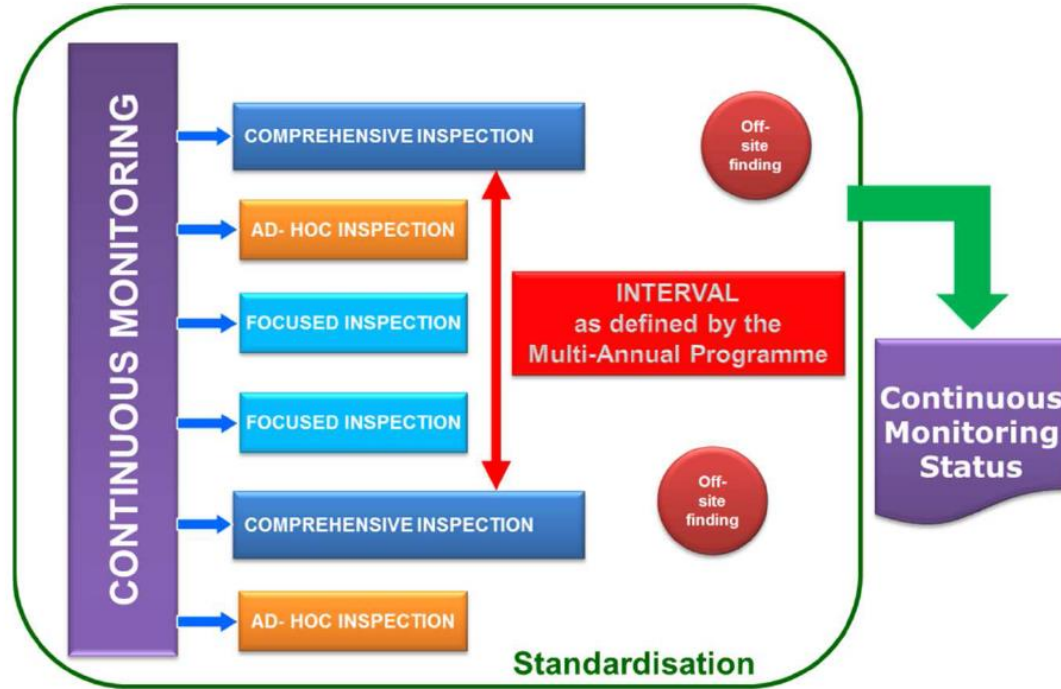 CONTINUOUS MONITORING
COMPREHENSIVE INSPECTION
Off-
site
finding
AD- HOC INSPECTION
FOCUSED INSPECTION
INTERVAL
as defined by the
Multi-Annual Programme
FOCUSED INSPECTION
Continuous
Monitoring
Status
COMPREHENSIVE INSPECTION
Off-
site
finding
AD- HOC INSPECTION
Standardisation